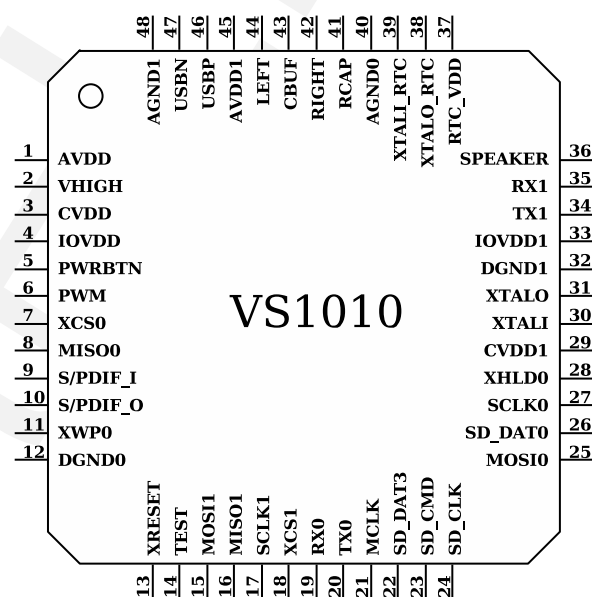 48 47 46 45 44 43 42 41 40 39 38 37
AGND1 USBN USBP AVDD1 LEFT CBUF RIGHT RCAP AGND0 XTALI_RTC XTALO_RTC RTC_VDD
1 AVDD SPEAKER 36
2 VHIGH RX1 35
3 CVDD TX1 34
4 IOVDD IOVDD1 33
5 PWRBTN DGND1 32
6 PWM XTALO 31
VS1010
7 XCS0 XTALI 30
8 MISO0 CVDD1 29
9 S/PDIF_I XHLD0 28
10 S/PDIF_O SCLK0 27
11 XWP0 SD_DAT0 26
12 DGND0 MOSI0 25
XRESET TEST MOSI1 MISO1 SCLK1 XCS1 RX0 TX0 MCLK SD_DAT3 SD_CMD SD_CLK
13 14 15 16 17 18 19 20 21 22 23 24